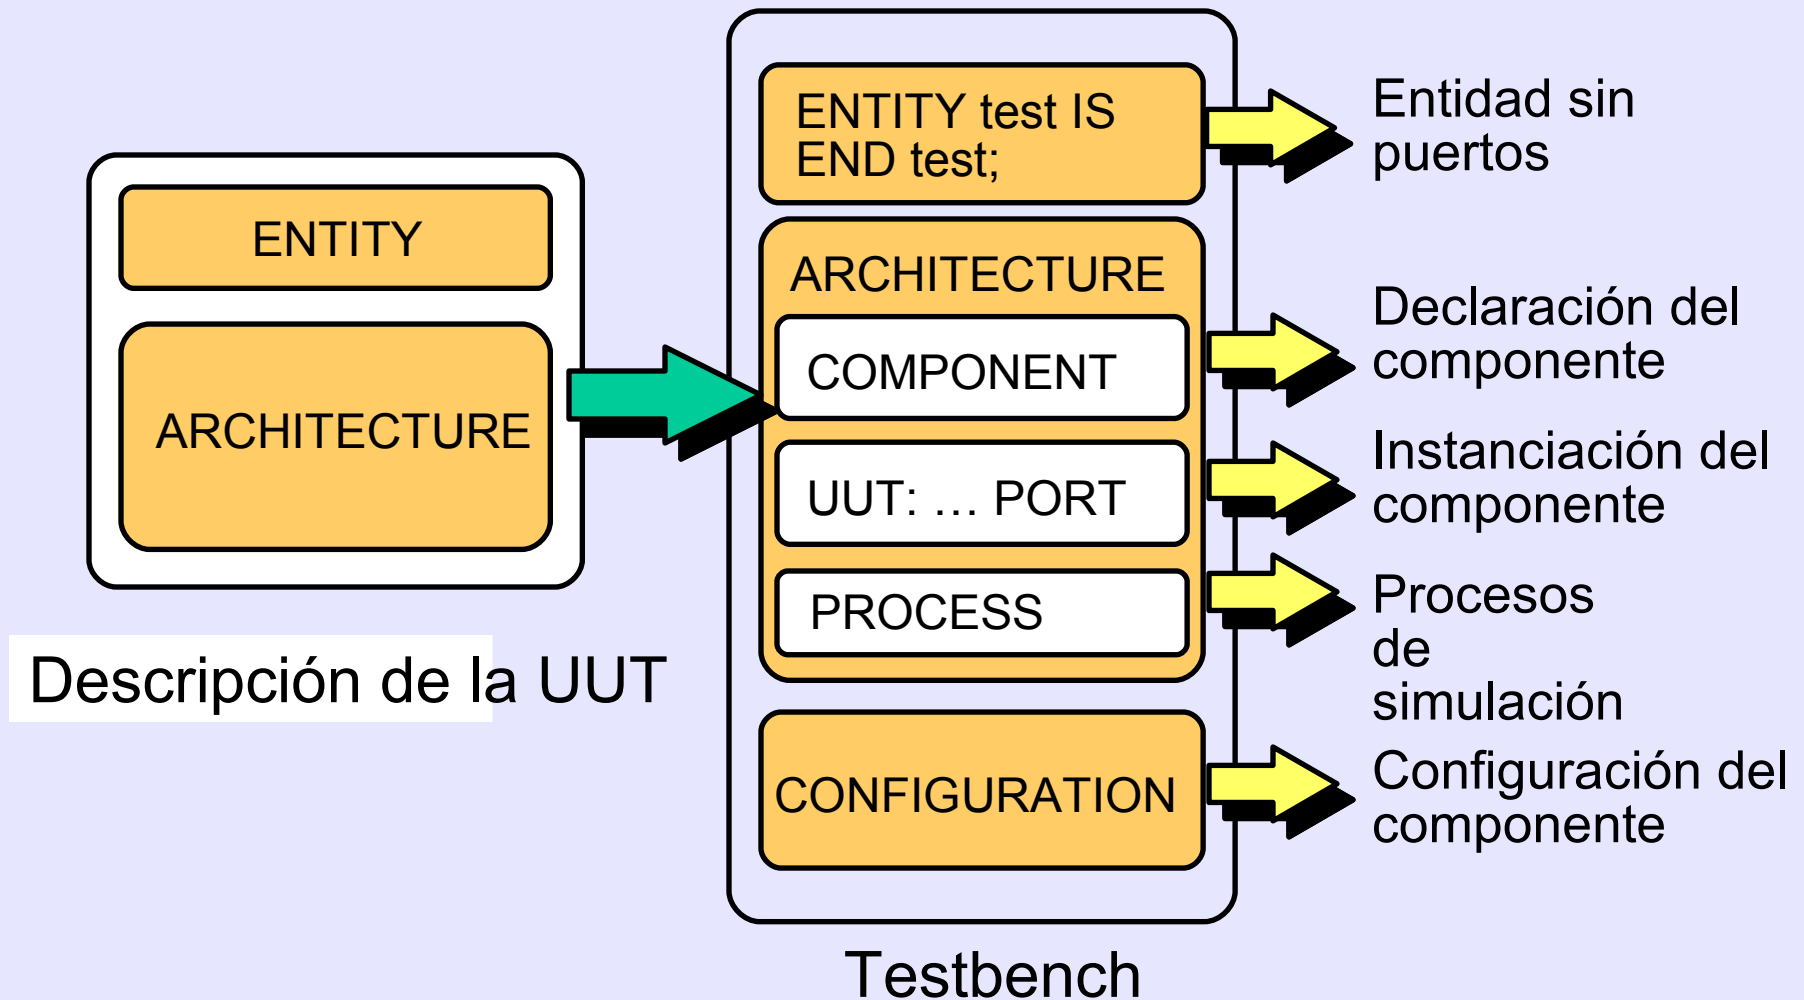 ENTITY
ARCHITECTURE
Descripción de la UUT
ENTITY test IS
END test;
ARCHITECTURE
COMPONENT
UUT: … PORT
PROCESS
CONFIGURATION
Testbench
Entidad sin
puertos
Declaración del
componente
Instanciación del
componente
Procesos
de
simulación
Configuración del
componente